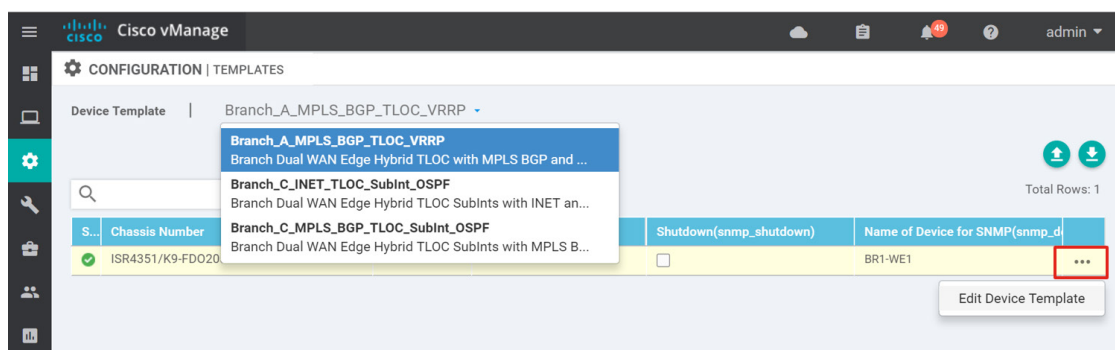 cisco Cisco vManage
49
admin
CONFIGURATION | TEMPLATES
Device Template | Branch_A_MPLS_BGP_TLOC_VRRP
Branch_A_MPLS_BGP_TLOC_VRRP
Branch Dual WAN Edge Hybrid TLOC with MPLS BGP and ...
Branch_C_INET_TLOC_SubInt_OSPF
Branch Dual WAN Edge Hybrid TLOC SubInts with INET an...
Branch_C_MPLS_BGP_TLOC_SubInt_OSPF
Branch Dual WAN Edge Hybrid TLOC SubInts with MPLS B...
Total Rows: 1
S... Chassis Number Shutdown(snmp_shutdown) Name of Device for SNMP(snmp_d
ISR4351/K9-FDO20 BR1-WE1 ...
Edit Device Template